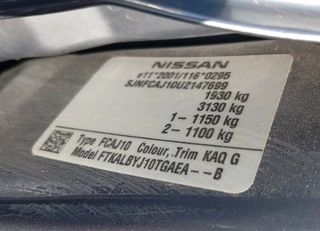 NISSAN
e11*2001/116*0295
SJNFCAJ10U2147699
1930 kg
3130 kg
1- 1150 kg
2- 1100 kg
Type FCAJ10 Colour, Trim KAQ G
Model FTKALBYJ10TGAEA---B